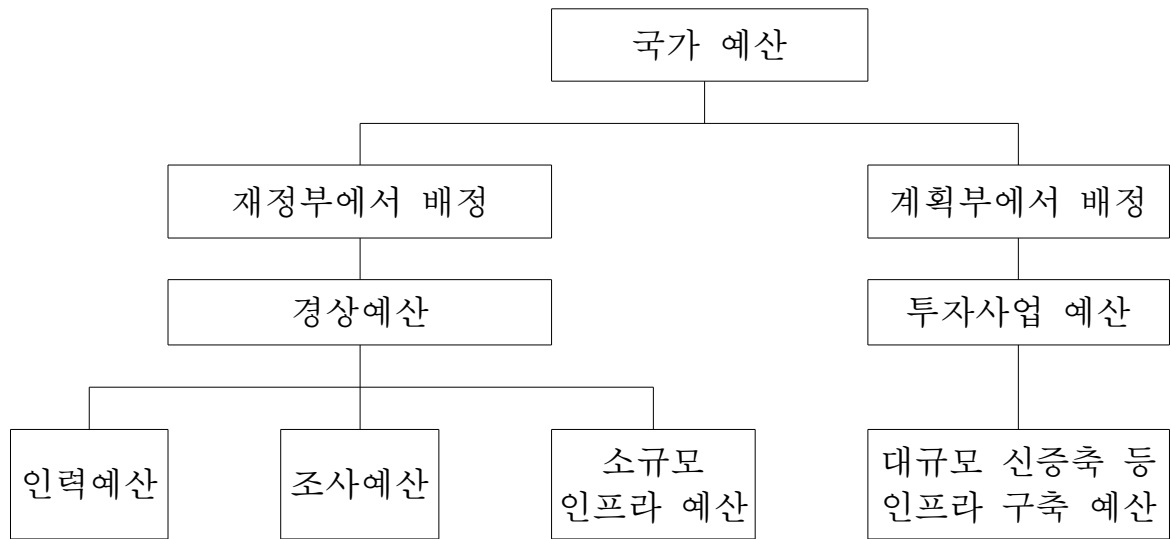 국가 예산
재정부에서 배정
계획부에서 배정
경상예산
투자사업 예산
인력예산
조사예산
소규모
인프라 예산
대규모 신증축 등
인프라 구축 예산